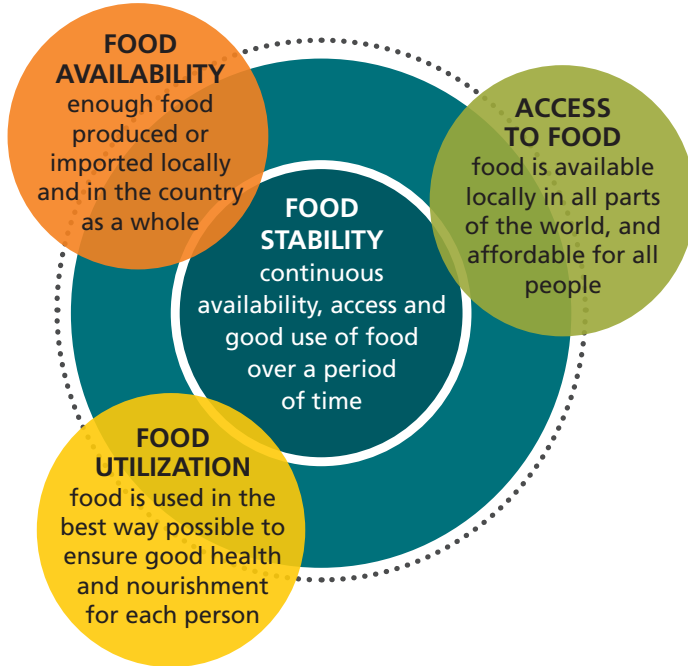 FOOD
AVAILABILITY
enough food
produced or
imported locally
and in the country
as a whole
ACCESS
TO FOOD
food is available
locally in all parts
of the world, and
affordable for all
people
FOOD
STABILITY
continuous
availability, access and
good use of food
over a period
of time
FOOD
UTILIZATION
food is used in the
best way possible to
ensure good health
and nourishment
for each person